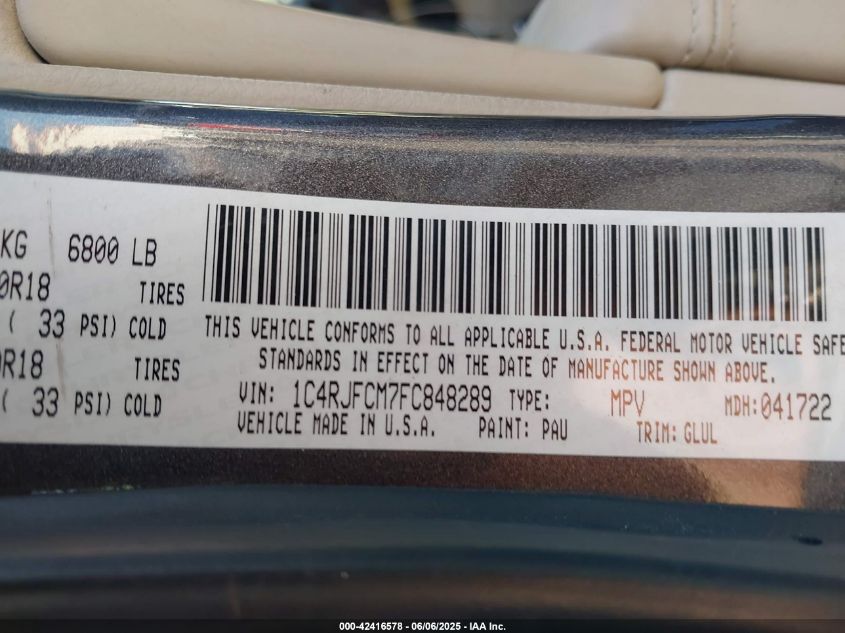 KG 6800 LB
0R18 TIRES
( 33 PSI) COLD
0R18 TIRES
( 33 PSI) COLD
THIS VEHICLE CONFORMS TO ALL APPLICABLE U.S.A. FEDERAL MOTOR VEHICLE SAFE
STANDARDS IN EFFECT ON THE DATE OF MANUFACTURE SHOWN ABOVE.
VIN: 1C4RJFCM7FC848289 TYPE: MPV MDH:041722
VEHICLE MADE IN U.S.A. PAINT: PAU TRIM: GLUL
000-42416578 - 06/06/2025 - IAA Inc.